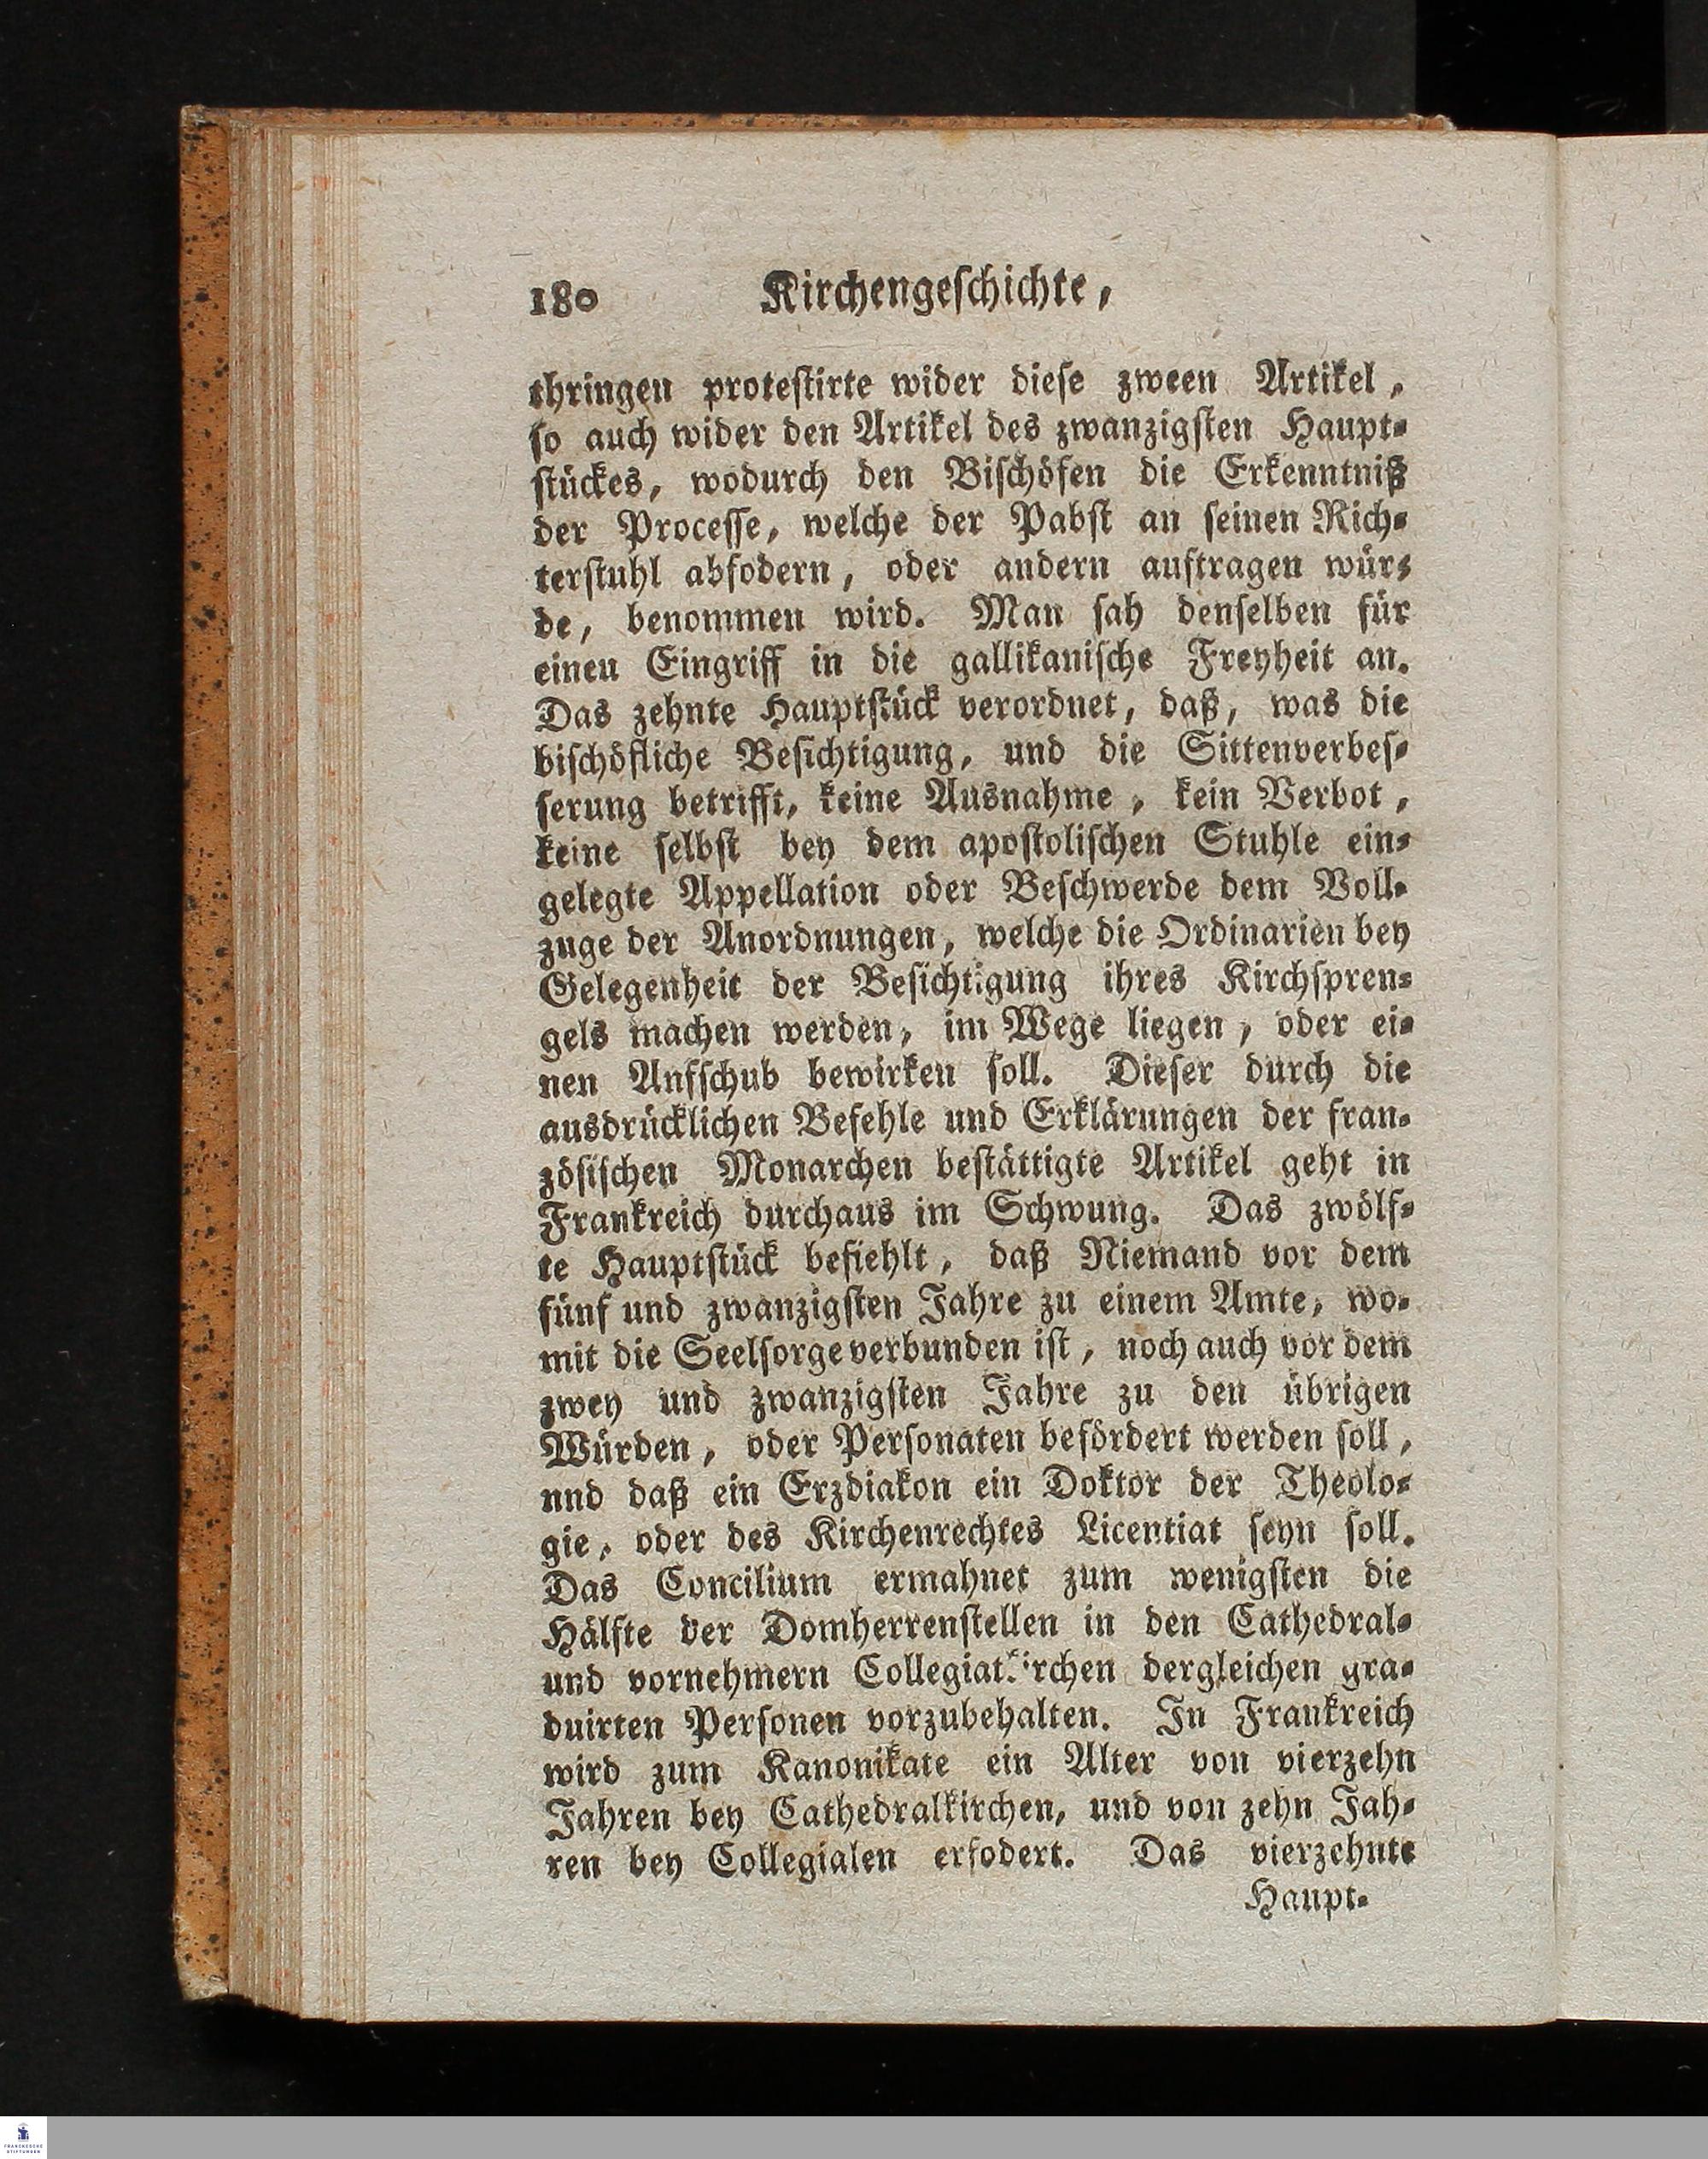 180 Kirchengeschichte,
thringen protestirte wider diese zween Artikel,
so auch wider den Artikel des zwanzigsten Haupt-
stückes, wodurch den Bischöfen die Erkenntniß
der Processe, welche der Pabst an seinen Rich-
terstuhl abfodern, oder andern auftragen wür-
de, benommen wird. Man sah denselben für
einen Eingriff in die gallikanische Freyheit an.
Das zehnte Hauptstück verordnet, daß, was die
bischöfliche Besichtigung, und die Sittenverbes-
serung betrifft, keine Ausnahme, kein Verbot,
keine selbst bey dem apostolischen Stuhle ein-
gelegte Appellation oder Beschwerde dem Voll-
zuge der Anordnungen, welche die Ordinarien bey
Gelegenheit der Besichtigung ihres Kirchspren-
gels machen werden, im Wege liegen, oder ei-
nen Anfschub bewirken soll. Dieser durch die
ausdrücklichen Befehle und Erklärungen der fran-
zösischen Monarchen bestättigte Artikel geht in
Frankreich durchaus im Schwung. Das zwölf-
te Hauptstück befiehlt, daß Niemand vor dem
fünf und zwanzigsten Jahre zu einem Amte, wo-
mit die Seelsorge verbunden ist, noch auch vor dem
zwey und zwanzigsten Jahre zu den übrigen
Würden, oder Personaten befördert werden soll,
nnd daß ein Erzdiakon ein Doktor der Theolo-
gie, oder des Kirchenrechtes Licentiat seyn soll.
Das Concilium ermahnet zum wenigsten die
Hälfte der Domherrenstellen in den Cathedral-
und vornehmern Collegiatkirchen dergleichen gra-
duirten Personen vorzubehalten. In Frankreich
wird zum Kanonikate ein Alter von vierzehn
Jahren bey Cathedralkirchen, und von zehn Jah-
ren bey Collegialen erfodert. Das vierzehnte
Haupt-
FRANCKESCHE
STIFTUNGEN